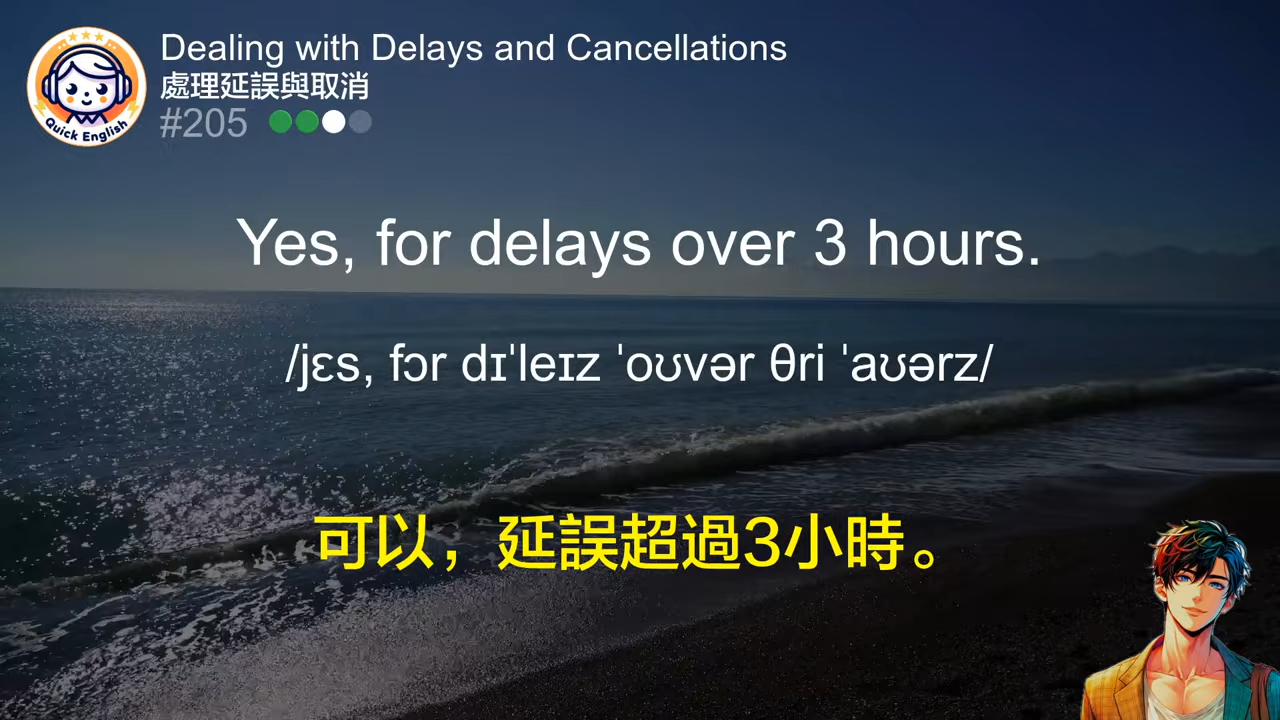 Dealing with Delays and Cancellations
處理延誤與取消
#205
Quick English
Yes, for delays over 3 hours.
/jɛs, fɔr dɪˈleɪz ˈoʊvər θri ˈaʊərz/
可以，延誤超過3小時。